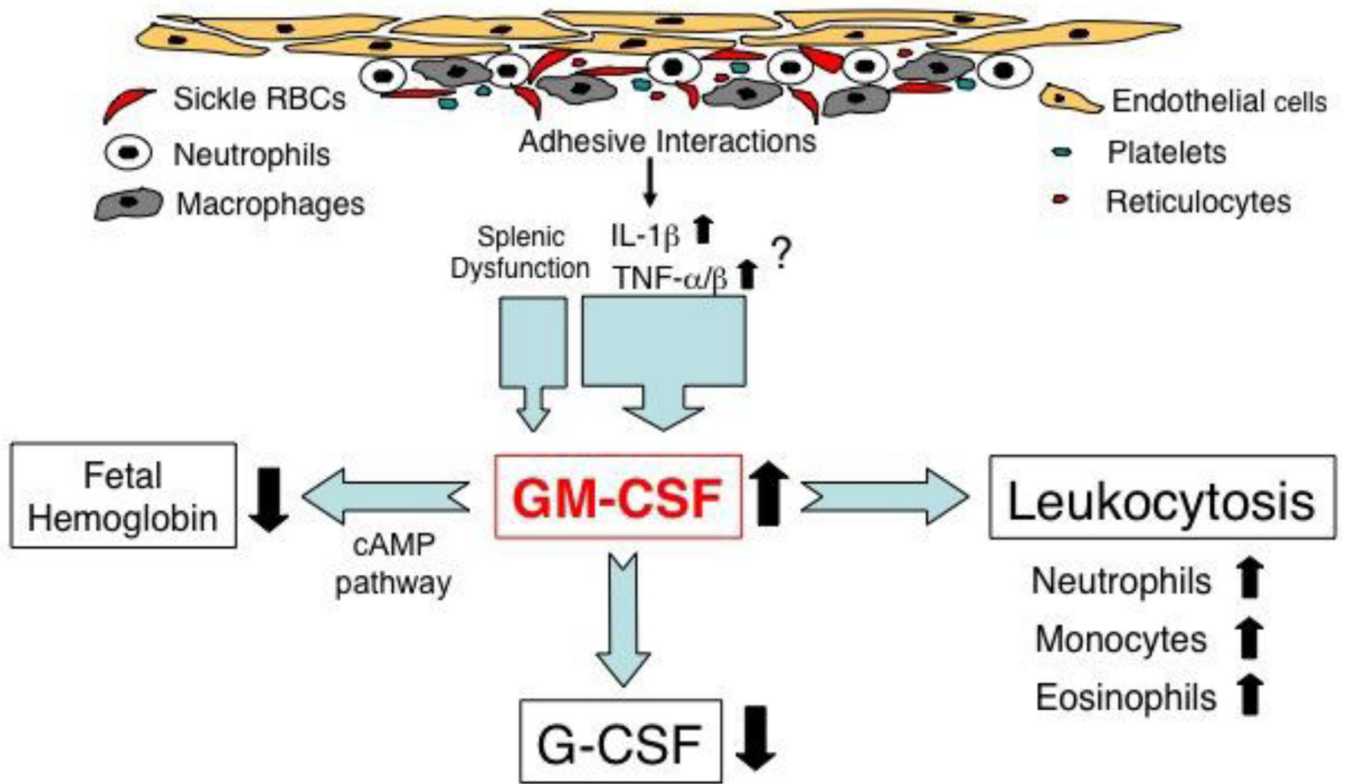 Sickle RBCs
Neutrophils
Macrophages
Endothelial cells
Platelets
Reticulocytes
Adhesive Interactions
Splenic
Dysfunction
IL-1β
TNF-α/β
?
Fetal
Hemoglobin
cAMP
pathway
GM-CSF
Leukocytosis
Neutrophils
Monocytes
Eosinophils
G-CSF